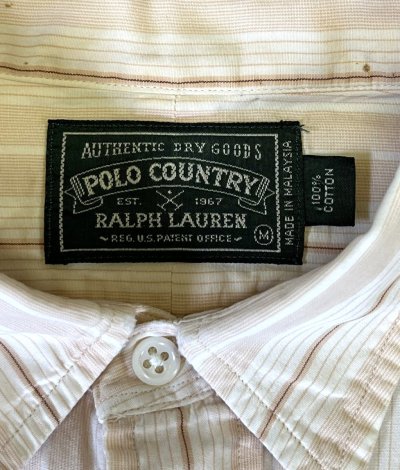 AUTHENTIC DRY GOODS
POLO COUNTRY
EST. 1967
RALPH LAUREN
~ REG. U.S. PATENT OFFICE ~
M
MADE IN MALAYSIA
100%
COTTON